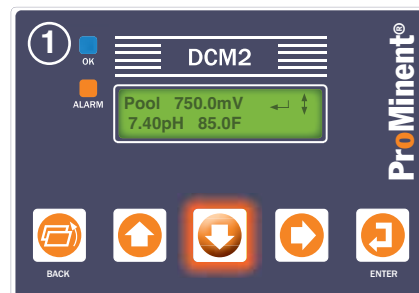 1
OK
DCM2
ALARM
Pool 750.0mV
7.40pH 85.0F
ProMinent®
BACK
ENTER